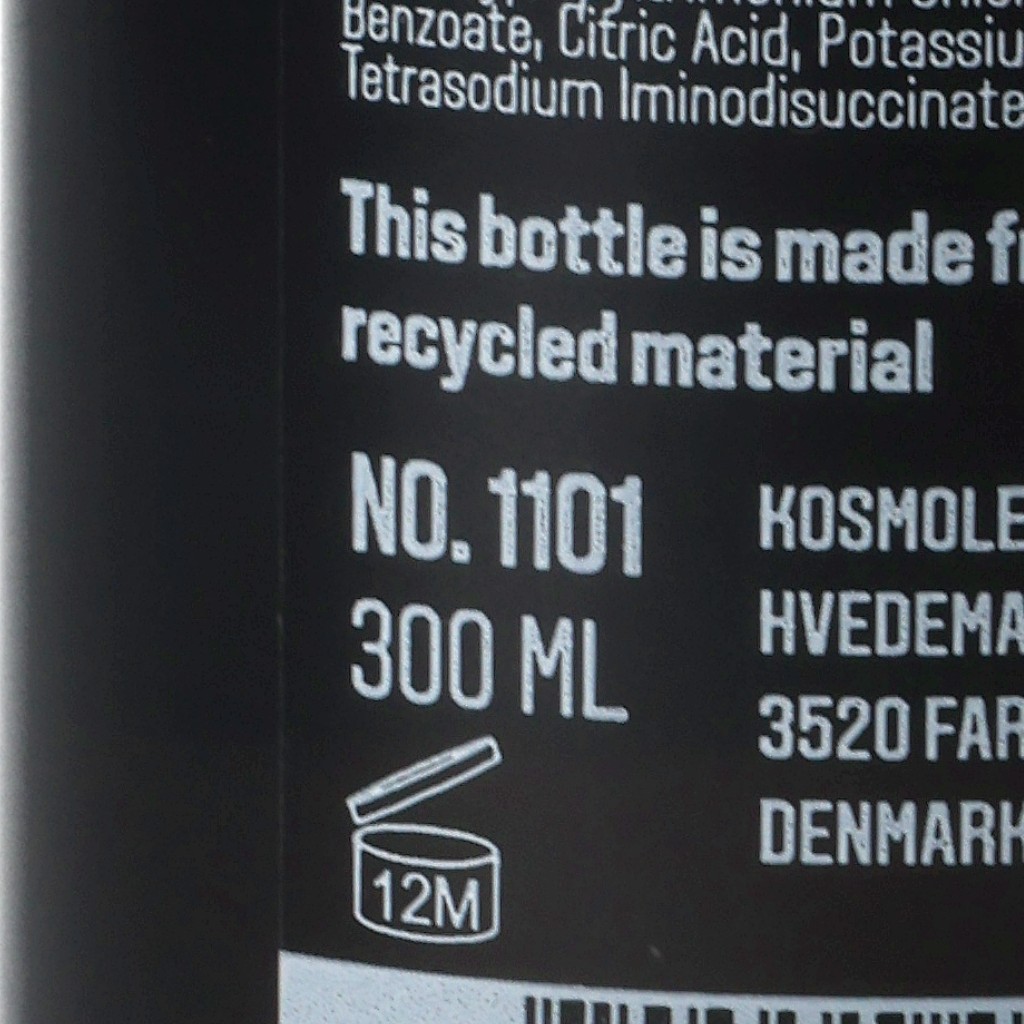 Benzoate, Citric Acid, Potassiu
Tetrasodium Iminodisuccinate
This bottle is made fr
recycled material
NO. 1101
300 ML
12M
KOSMOLE
HVEDEMA
3520 FAR
DENMARK